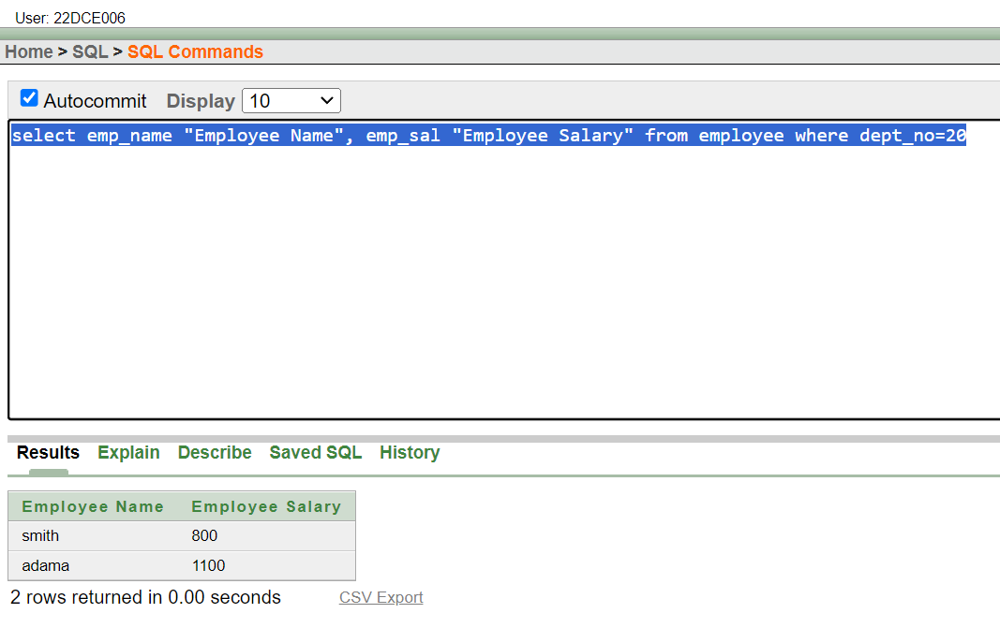 User: 22DCE006
Home > SQL > SQL Commands
Autocommit Display 10
select emp_name "Employee Name", emp_sal "Employee Salary" from employee where dept_no=20
Results Explain Describe Saved SQL History
Employee Name Employee Salary
smith 800
adama 1100
2 rows returned in 0.00 seconds CSV Export